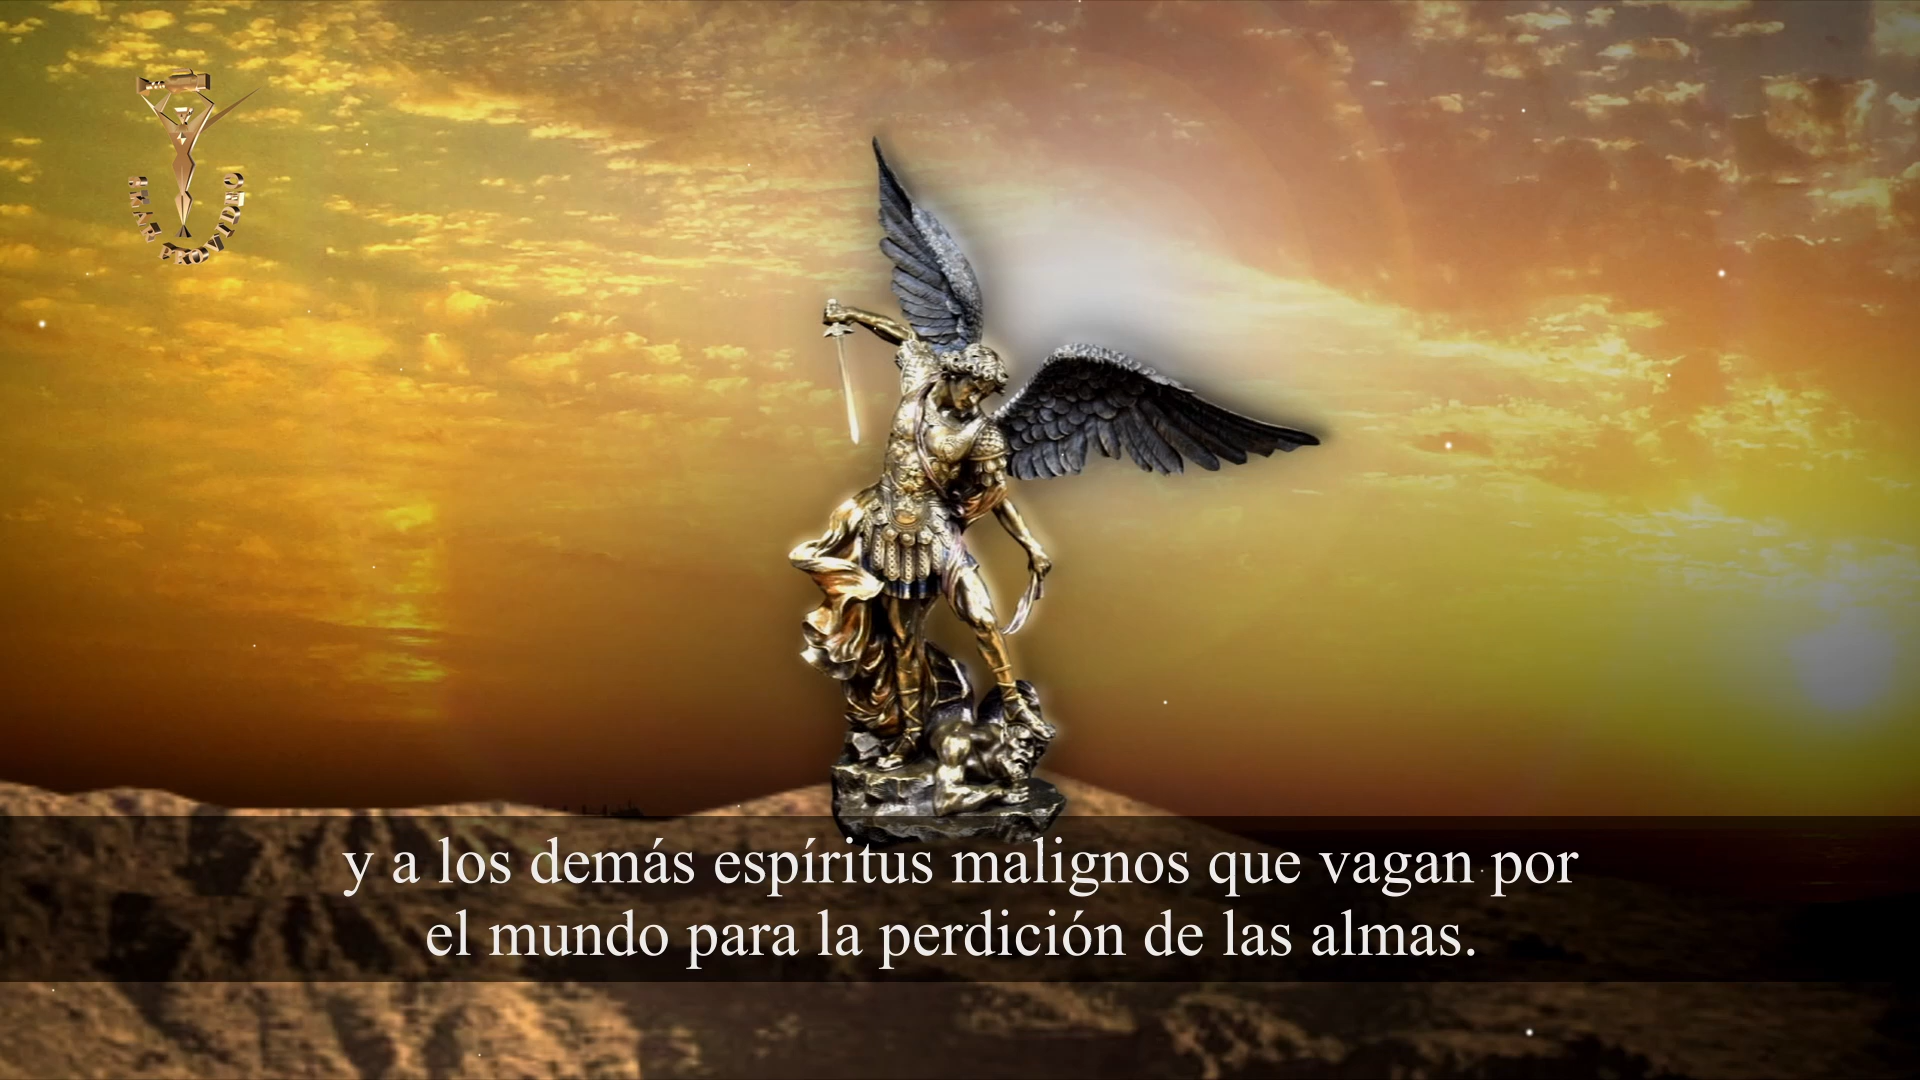 y a los demás espíritus malignos que vagan por
el mundo para la perdición de las almas.